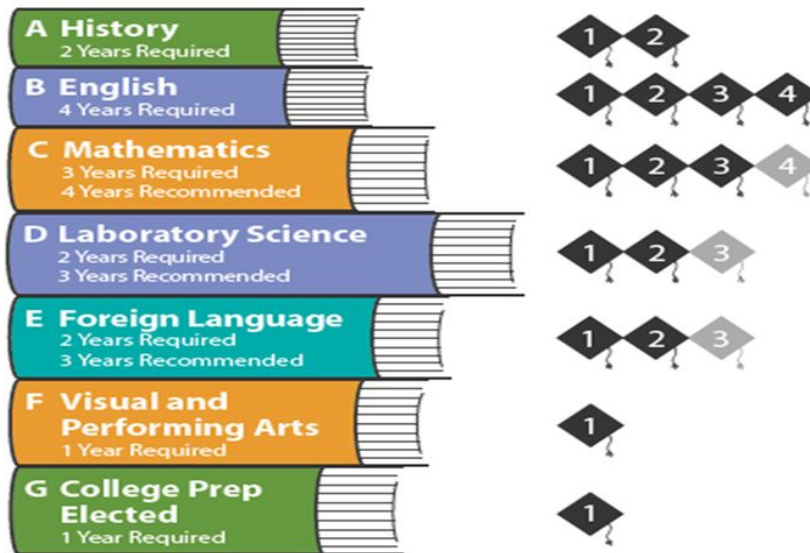 A History
2 Years Required
1 2
B English
4 Years Required
1 2 3 4
C Mathematics
3 Years Required
4 Years Recommended
1 2 3 4
D Laboratory Science
2 Years Required
3 Years Recommended
1 2 3
E Foreign Language
2 Years Required
3 Years Recommended
1 2 3
F Visual and
Performing Arts
1 Year Required
1
G College Prep
Elected
1 Year Required
1